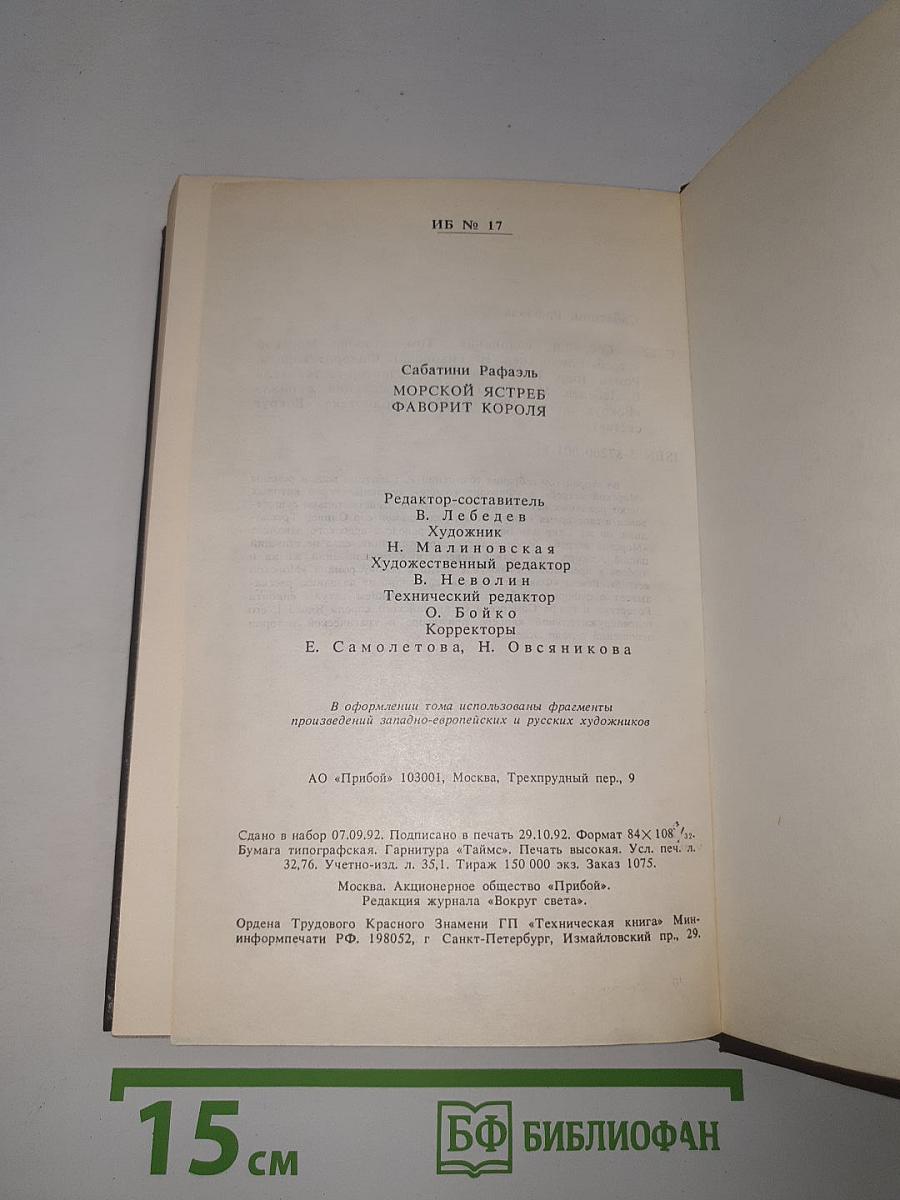 ИБ № 17
Сабатини Рафаэль
МОРСКОЙ ЯСТРЕБ
ФАВОРИТ КОРОЛЯ
Редактор-составитель
В. Лебедев
Художник
Н. Малиновская
Художественный редактор
В. Неволин
Технический редактор
О. Бойко
Корректоры
Е. Самолетова, Н. Овсяникова
В оформлении тома использованы фрагменты
произведений западно-европейских и русских художников
АО «Прибой» 103001, Москва, Трехпрудный пер., 9
Сдано в набор 07.09.92. Подписано в печать 29.10.92. Формат 84×108 /32.
Бумага типографская. Гарнитура «Таймс». Печать высокая. Усл. печ. л.
32,76. Учетно-изд. л. 35,1. Тираж 150 000 экз. Заказ 1075.
Москва. Акционерное общество «Прибой».
Редакция журнала «Вокруг света».
Ордена Трудового Красного Знамени ГП «Техническая книга» Мин-
информпечати РФ. 198052, г Санкт-Петербург, Измайловский пр., 29.
15 см
БФ БИБЛИОФАН